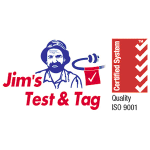 Jim's
Test & Tag
Certified System
Quality
ISO 9001